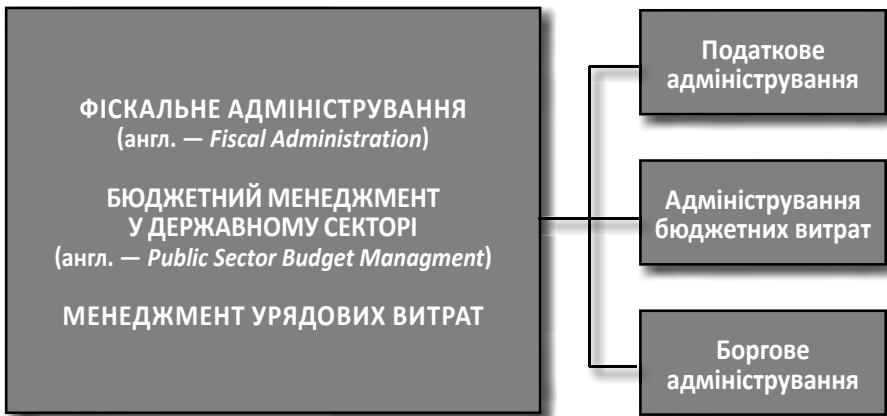 ФІСКАЛЬНЕ АДМІНІСТРУВАННЯ
(англ. — Fiscal Administration)
БЮДЖЕТНИЙ МЕНЕДЖМЕНТ
У ДЕРЖАВНОМУ СЕКТОРІ
(англ. — Public Sector Budget Managment)
МЕНЕДЖМЕНТ УРЯДОВИХ ВИТРАТ
Податкове
адміністрування
Адміністрування
бюджетних витрат
Боргове
адміністрування